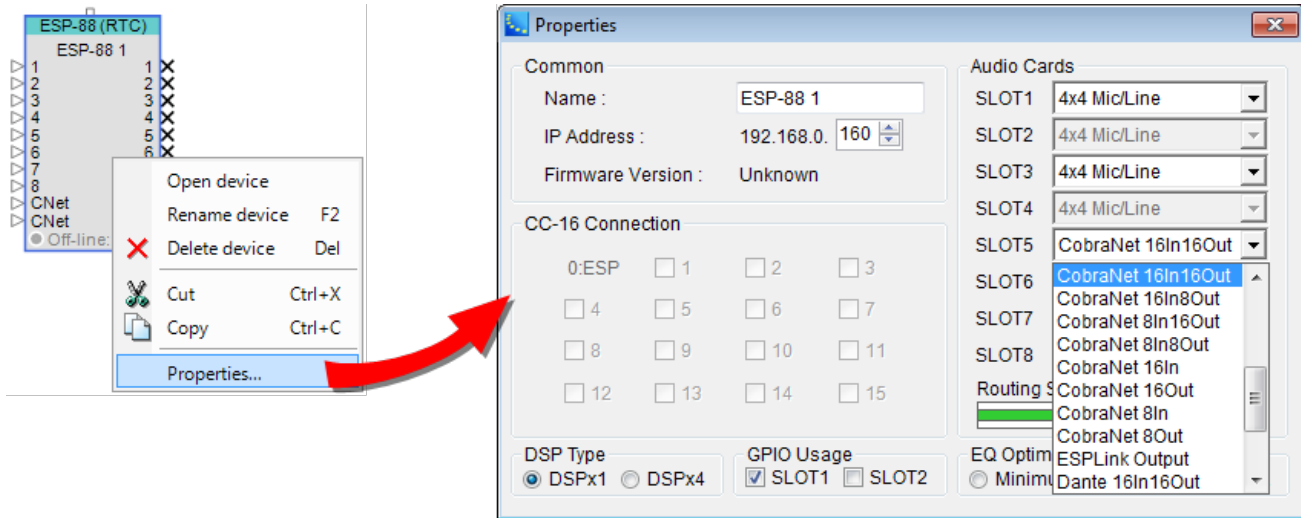 ESP-88 (RTC)
ESP-88 1
1 1
2 2
3 3
4 4
5 5
6 6
7
8
CNet
CNet
Off-line:
Open device
Rename device F2
Delete device Del
Cut Ctrl+X
Copy Ctrl+C
Properties...
Properties
Common
Name : ESP-88 1
IP Address : 192.168.0. 160
Firmware Version : Unknown
CC-16 Connection
0:ESP 1 2 3
4 5 6 7
8 9 10 11
12 13 14 15
DSP Type
DSPx1 DSPx4
GPIO Usage
SLOT1 SLOT2
Audio Cards
SLOT1 4x4 Mic/Line
SLOT2 4x4 Mic/Line
SLOT3 4x4 Mic/Line
SLOT4 4x4 Mic/Line
SLOT5 CobraNet 16In16Out
SLOT6
SLOT7
SLOT8
Routing
CobraNet 16In16Out
CobraNet 16In8Out
CobraNet 8In16Out
CobraNet 8In8Out
CobraNet 16In
CobraNet 16Out
CobraNet 8In
CobraNet 8Out
ESPLink Output
Dante 16In16Out
EQ Optim
Minimu